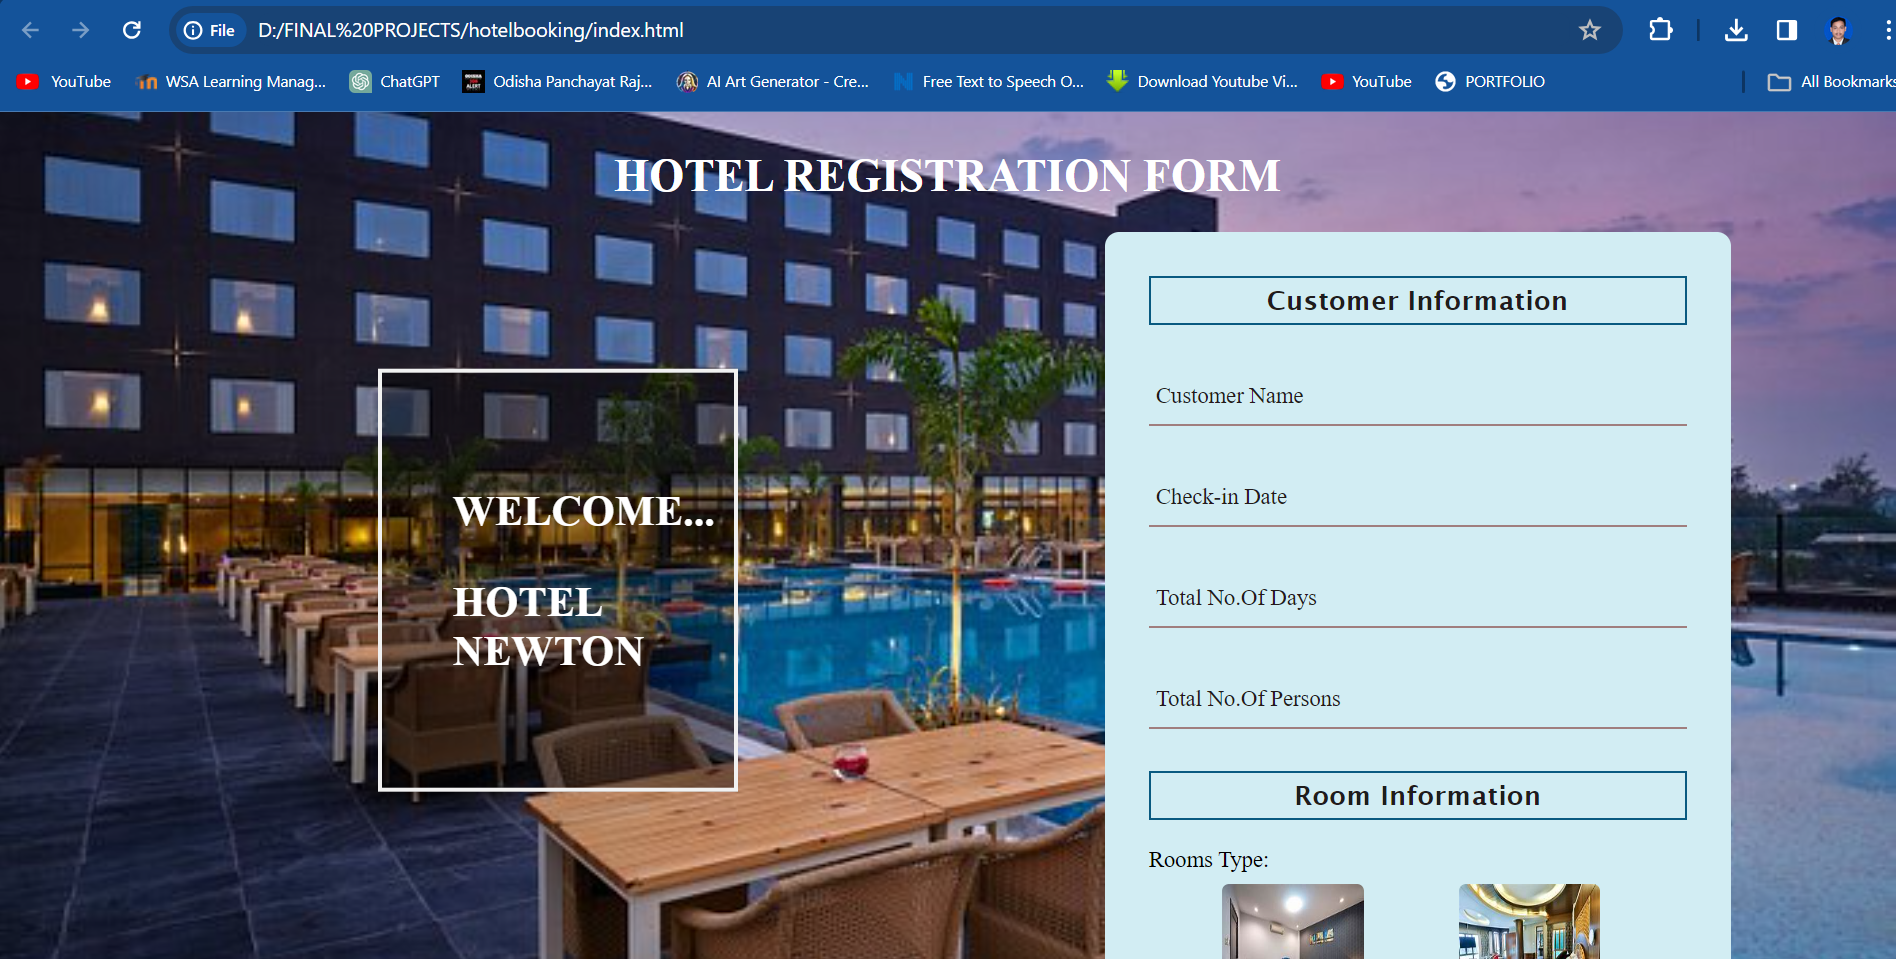 File D:/FINAL%20PROJECTS/hotelbooking/index.html
YouTube WSA Learning Manag... ChatGPT Odisha Panchayat Raj... AI Art Generator - Cre... Free Text to Speech O... Download Youtube Vi... YouTube PORTFOLIO All Bookmarks
HOTEL REGISTRATION FORM
WELCOME...
HOTEL
NEWTON
Customer Information
Customer Name
Check-in Date
Total No.Of Days
Total No.Of Persons
Room Information
Rooms Type: